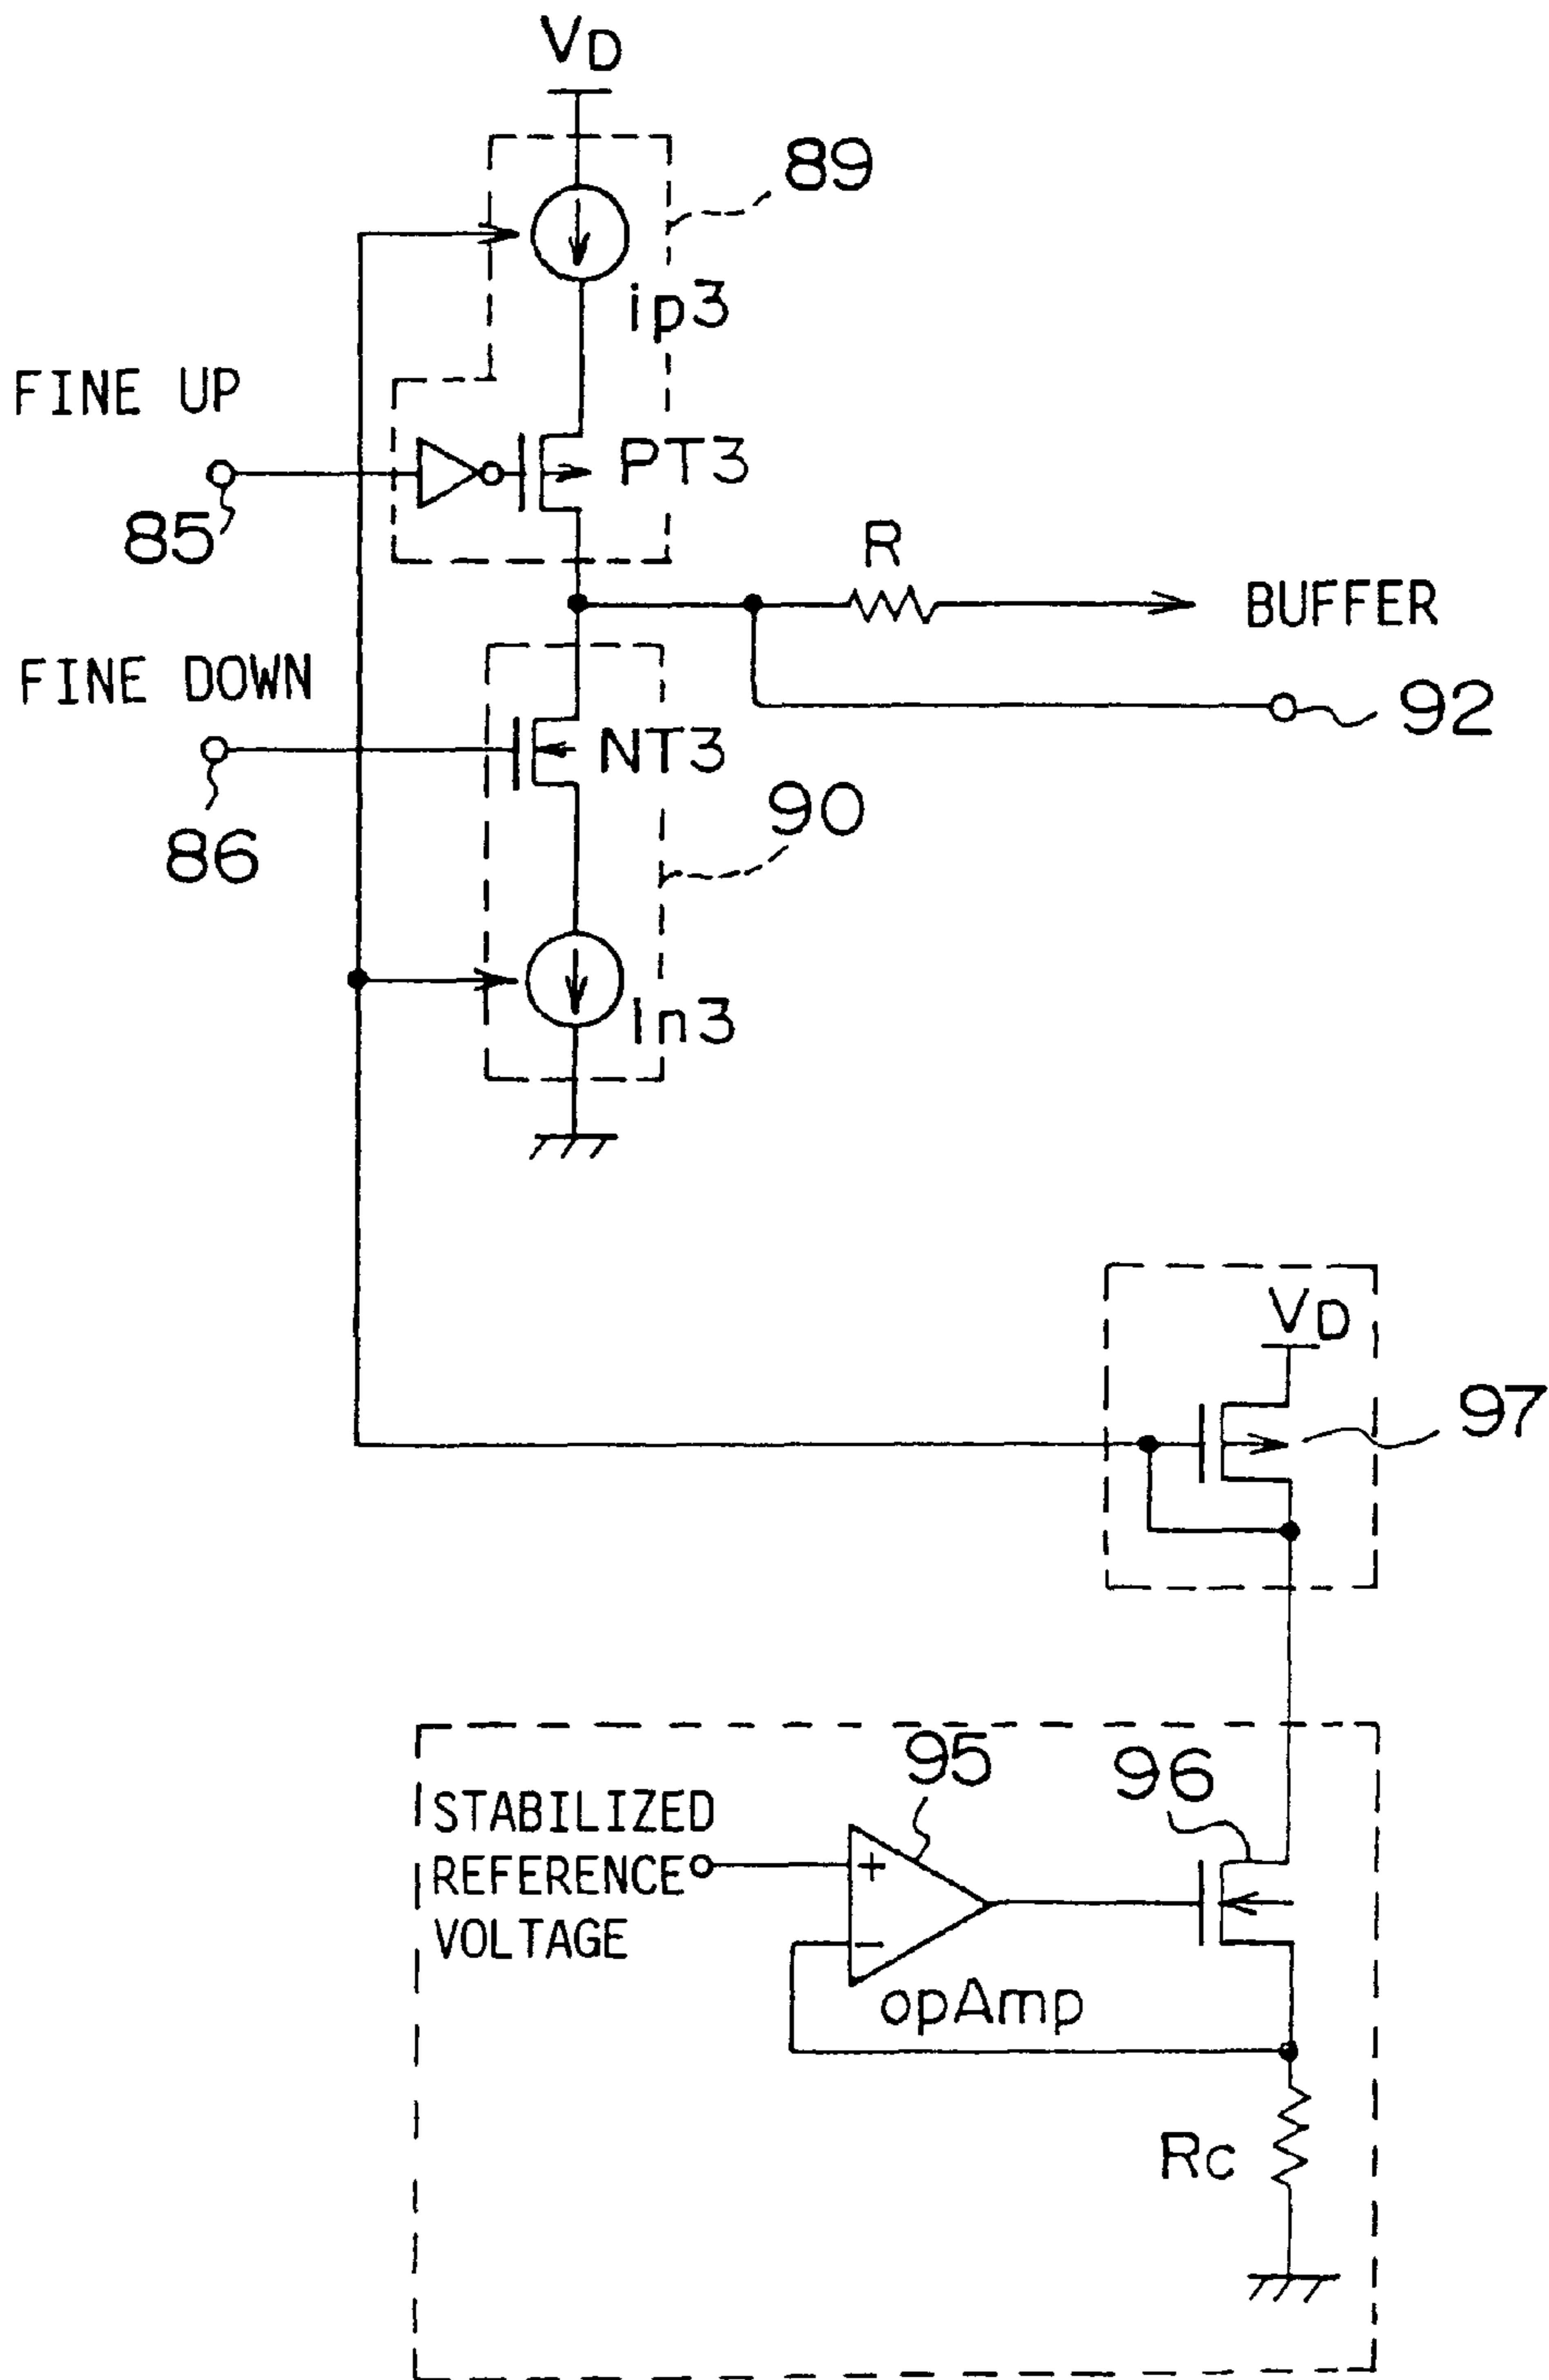 VD
89
ip3
FINE UP
PT3
85
R
BUFFER
FINE DOWN
92
NT3
90
86
In3
VD
97
95
96
STABILIZED
REFERENCE
VOLTAGE
+
-
opAmp
Rc